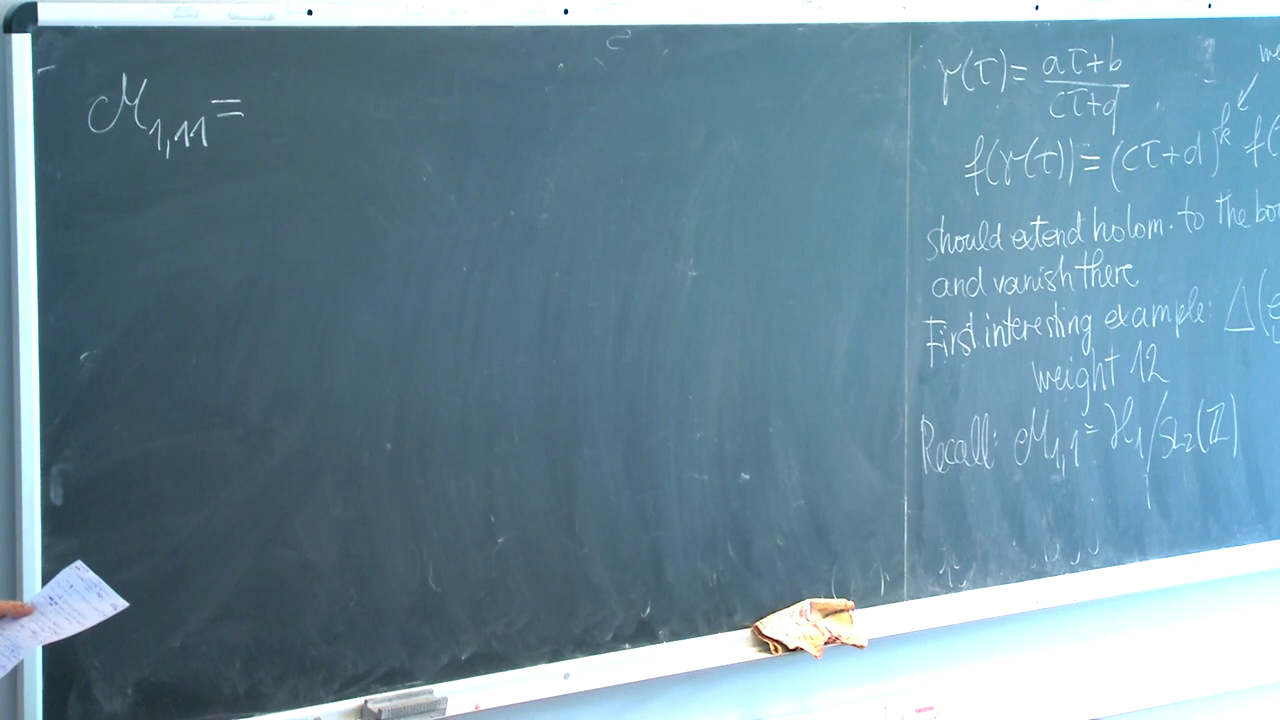 ℳ_{1,11} =
γ(τ) = \frac{aτ+b}{cτ+d}
f(γ(τ)) = (cτ+d)^k f(
should extend holom. to the
and vanish there
First interesting example: Δ(
weight 12
Recall: ℳ_{1,1} = ℋ_1/SL_2(ℤ)